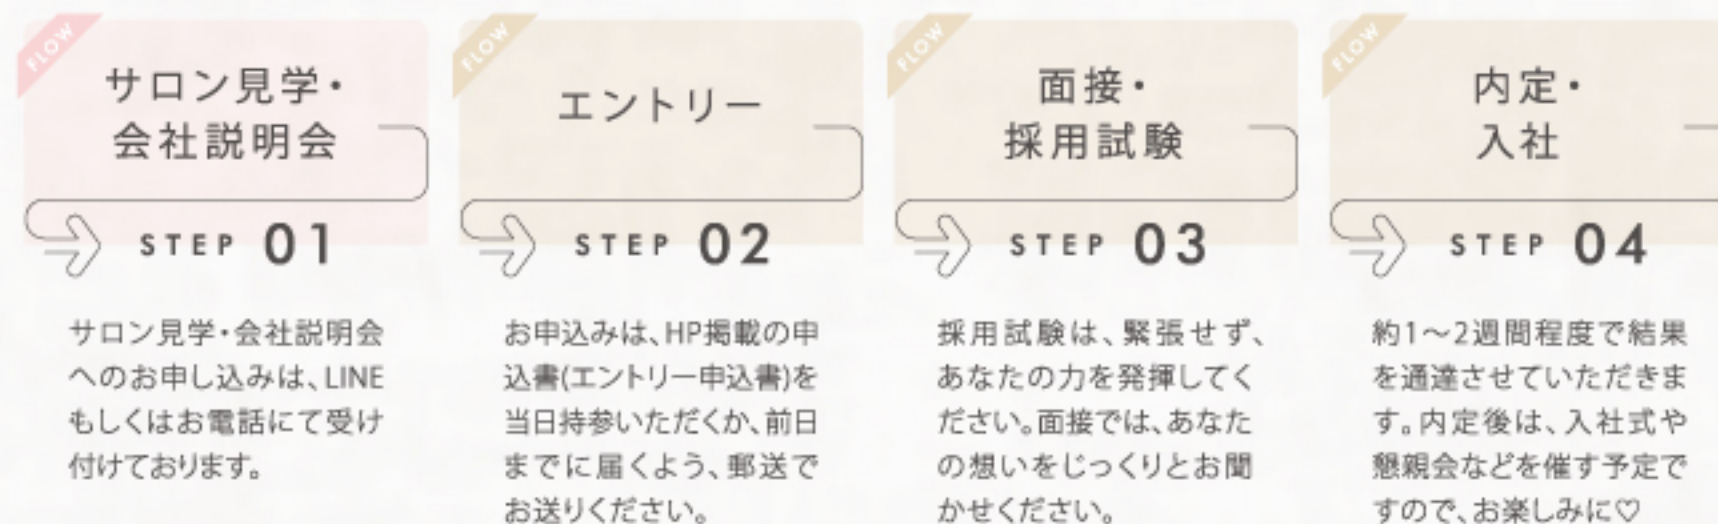 FLOW
サロン見学・
会社説明会
STEP 01
サロン見学・会社説明会
へのお申し込みは、LINE
もしくはお電話にて受け
付けております。
FLOW
エントリー
STEP 02
お申込みは、HP掲載の申
込書(エントリー申込書)を
当日持参いただくか、前日
までに届くよう、郵送で
お送りください。
FLOW
面接・
採用試験
STEP 03
採用試験は、緊張せず、
あなたの力を発揮してく
ださい。面接では、あなた
の想いをじっくりとお聞
かせください。
FLOW
内定・
入社
STEP 04
約1～2週間程度で結果
を通達させていただきま
す。内定後は、入社式や
懇親会などを催す予定で
すので、お楽しみに♡